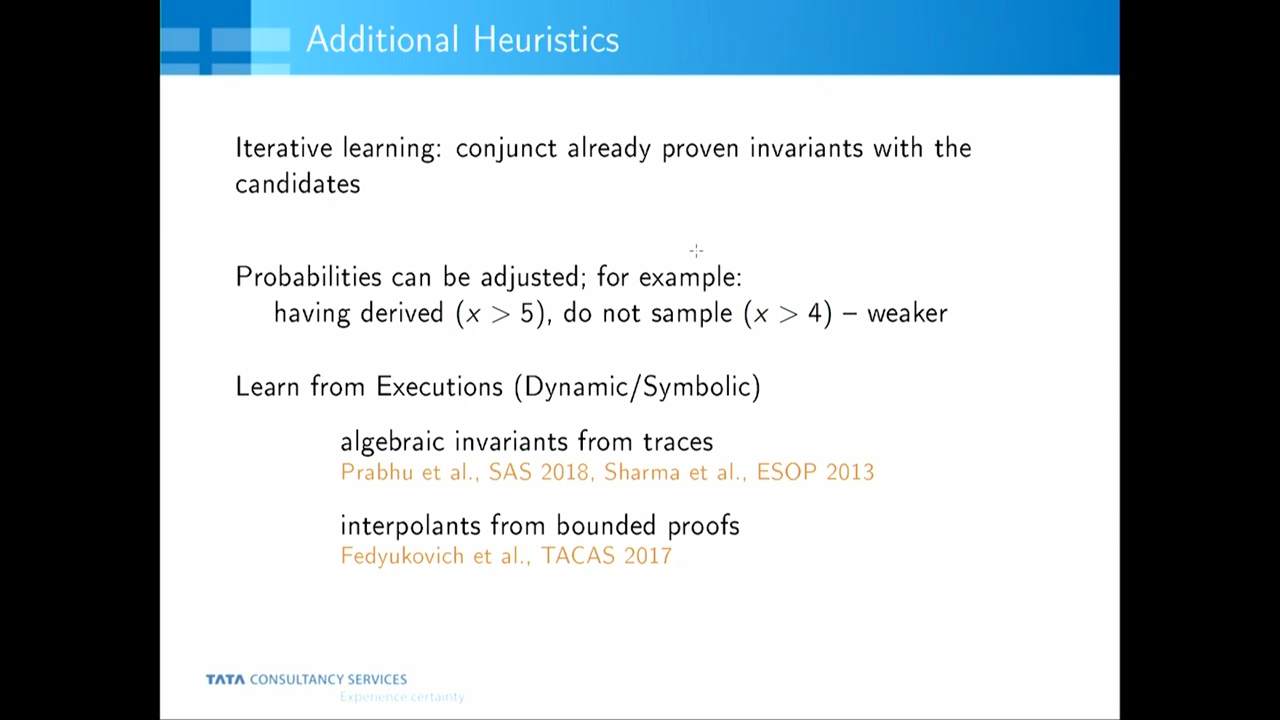 Additional Heuristics
Iterative learning: conjunct already proven invariants with the
candidates
Probabilities can be adjusted; for example:
having derived (x > 5), do not sample (x > 4) – weaker
Learn from Executions (Dynamic/Symbolic)
algebraic invariants from traces
Prabhu et al., SAS 2018, Sharma et al., ESOP 2013
interpolants from bounded proofs
Fedyukovich et al., TACAS 2017
TATA CONSULTANCY SERVICES
Experience certainty